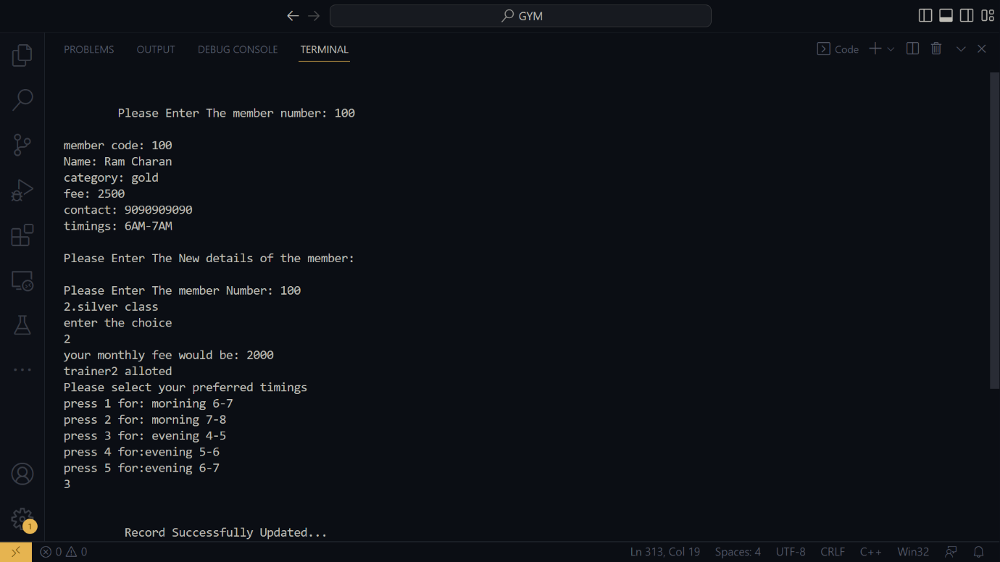 GYM
PROBLEMS OUTPUT DEBUG CONSOLE TERMINAL Code
Please Enter The member number: 100
member code: 100
Name: Ram Charan
category: gold
fee: 2500
contact: 9090909090
timings: 6AM-7AM
Please Enter The New details of the member:
Please Enter The member Number: 100
2.silver class
enter the choice
2
your monthly fee would be: 2000
trainer2 alloted
Please select your preferred timings
press 1 for: morining 6-7
press 2 for: morning 7-8
press 3 for: evening 4-5
press 4 for:evening 5-6
press 5 for:evening 6-7
3
Record Successfully Updated...
1
0 0 Ln 313, Col 19 Spaces: 4 UTF-8 CRLF C++ Win32